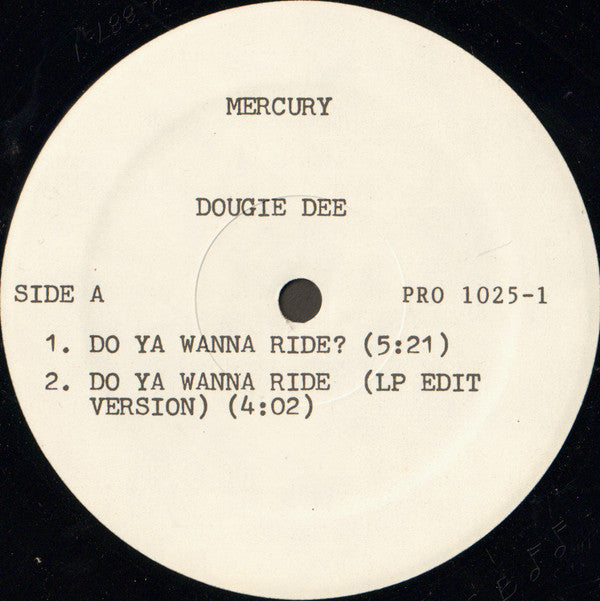 MERCURY
DOUGIE DEE
SIDE A
PRO 1025-1
1. DO YA WANNA RIDE? (5:21)
2. DO YA WANNA RIDE (LP EDIT
VERSION) (4:02)